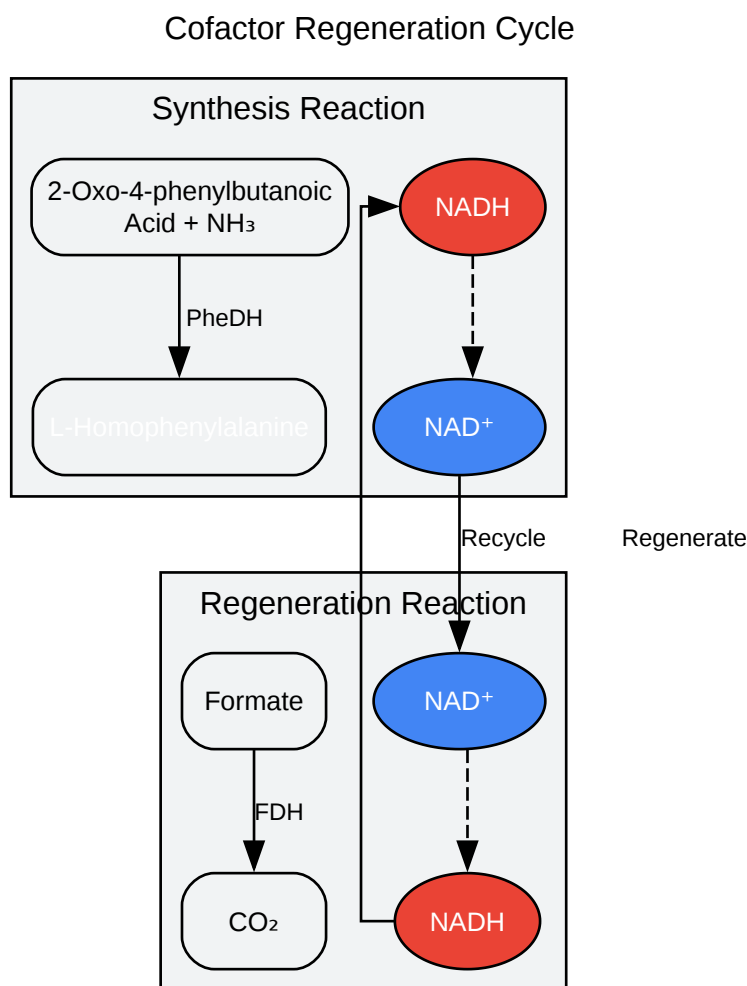 Cofactor Regeneration Cycle
Synthesis Reaction
2-Oxo-4-phenylbutanoic
Acid + NH₃
NADH
PheDH
L-Homophenylalanine
NAD⁺
Recycle
Regenerate
Regeneration Reaction
Formate
NAD⁺
FDH
CO₂
NADH